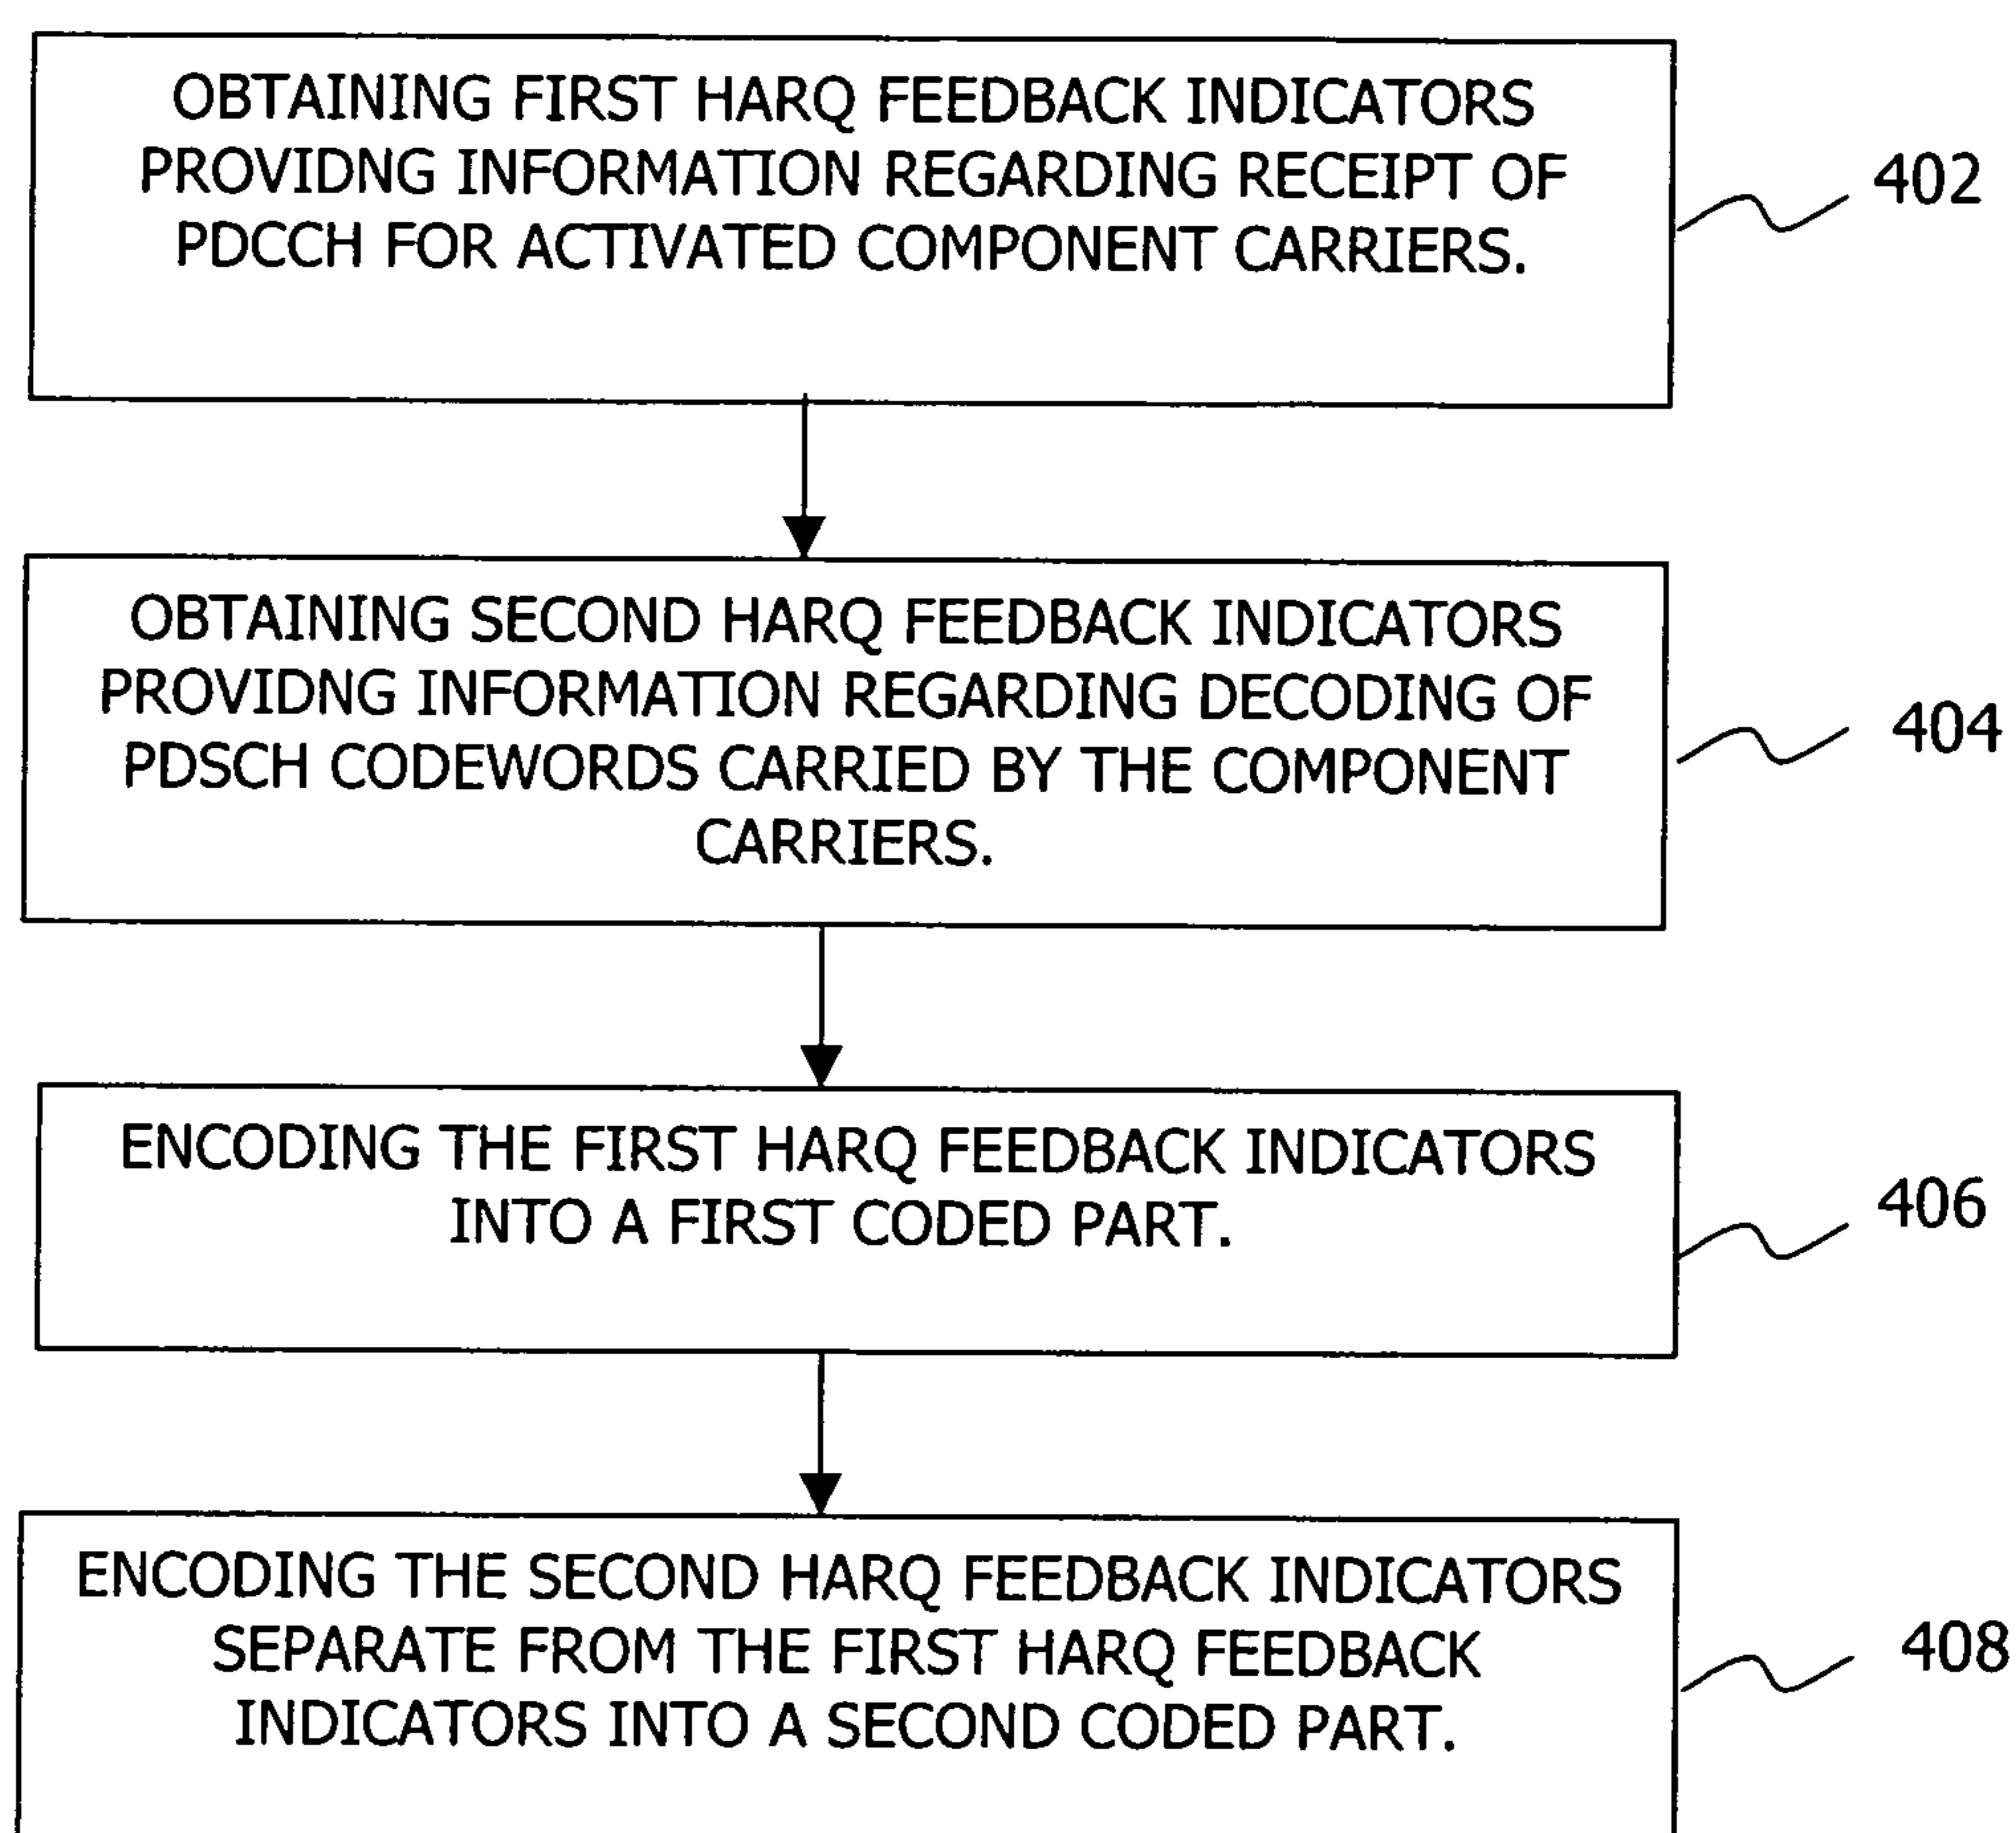 OBTAINING FIRST HARQ FEEDBACK INDICATORS
PROVIDNG INFORMATION REGARDING RECEIPT OF
PDCCH FOR ACTIVATED COMPONENT CARRIERS.
402
OBTAINING SECOND HARQ FEEDBACK INDICATORS
PROVIDNG INFORMATION REGARDING DECODING OF
PDSCH CODEWORDS CARRIED BY THE COMPONENT
CARRIERS.
404
ENCODING THE FIRST HARQ FEEDBACK INDICATORS
INTO A FIRST CODED PART.
406
ENCODING THE SECOND HARQ FEEDBACK INDICATORS
SEPARATE FROM THE FIRST HARQ FEEDBACK
INDICATORS INTO A SECOND CODED PART.
408